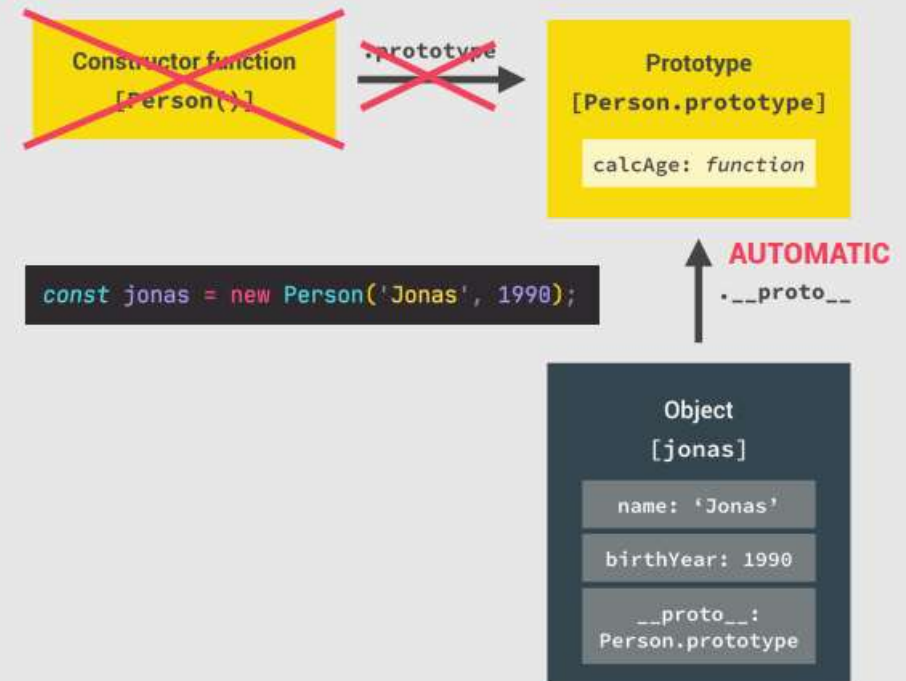 Constructor function
[Person()]
.prototype
Prototype
[Person.prototype]
calcAge: function
AUTOMATIC
.__proto__
const jonas = new Person('Jonas', 1990);
Object
[jonas]
name: ‘Jonas’
birthYear: 1990
__proto__:
Person.prototype